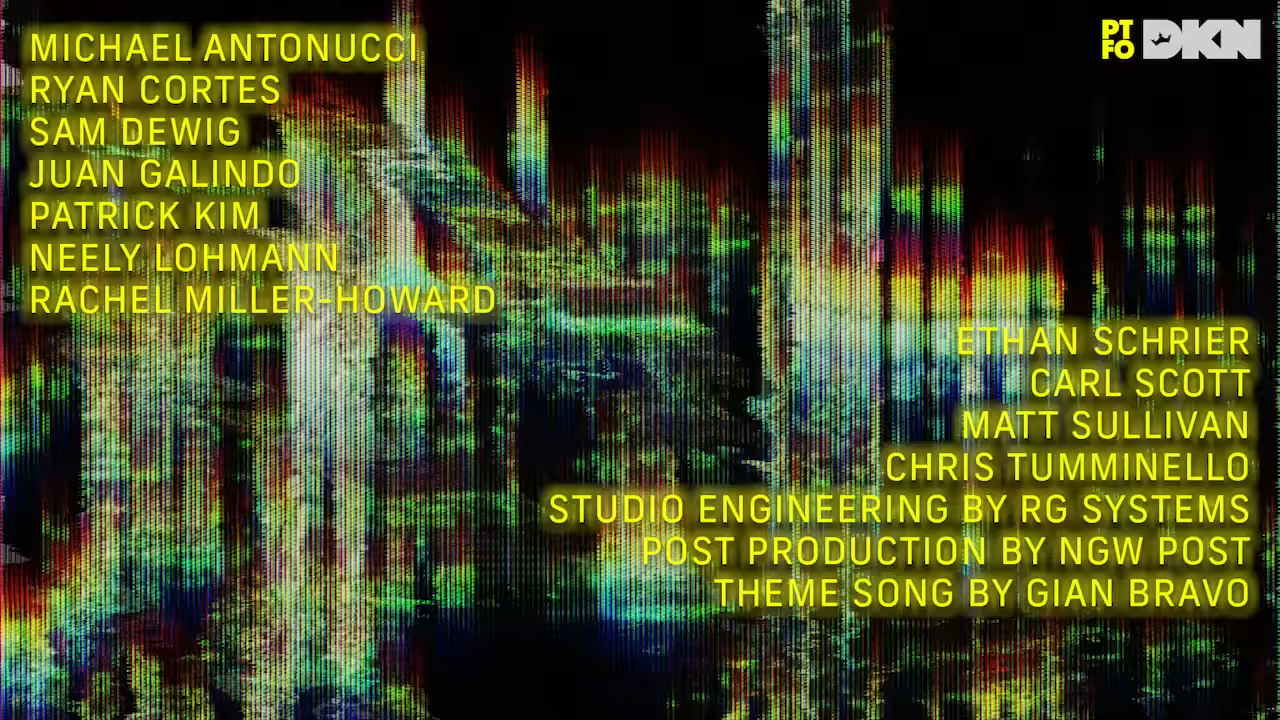 MICHAEL ANTONUCCI
RYAN CORTES
SAM DEWIG
JUAN GALINDO
PATRICK KIM
NEELY LOHMANN
RACHEL MILLER-HOWARD
PT
FO
DKN
ETHAN SCHRIER
CARL SCOTT
MATT SULLIVAN
CHRIS TUMMINELLO
STUDIO ENGINEERING BY RG SYSTEMS
POST PRODUCTION BY NGW POST
THEME SONG BY GIAN BRAVO